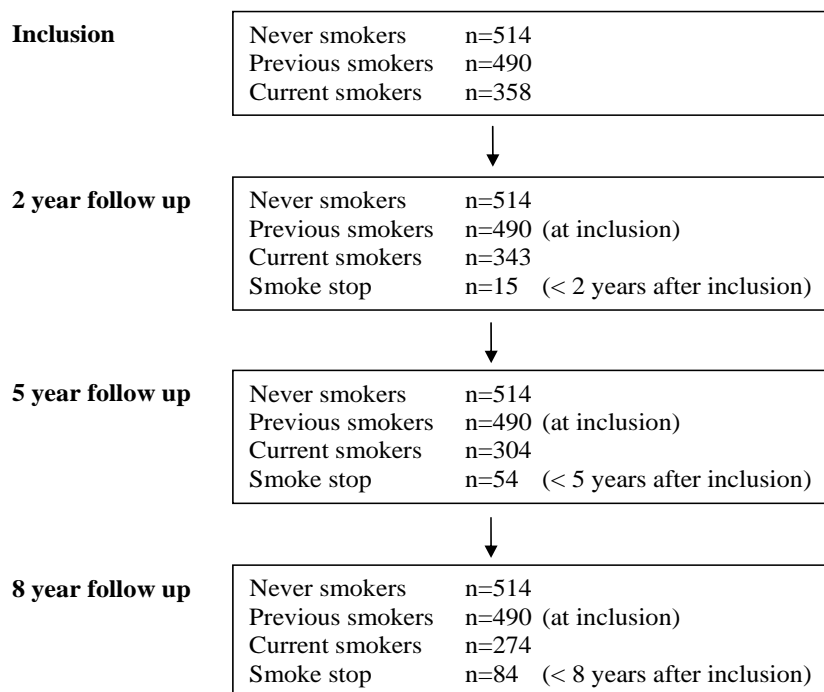 Inclusion
Never smokers n=514
Previous smokers n=490
Current smokers n=358
2 year follow up
Never smokers n=514
Previous smokers n=490 (at inclusion)
Current smokers n=343
Smoke stop n=15 (< 2 years after inclusion)
5 year follow up
Never smokers n=514
Previous smokers n=490 (at inclusion)
Current smokers n=304
Smoke stop n=54 (< 5 years after inclusion)
8 year follow up
Never smokers n=514
Previous smokers n=490 (at inclusion)
Current smokers n=274
Smoke stop n=84 (< 8 years after inclusion)